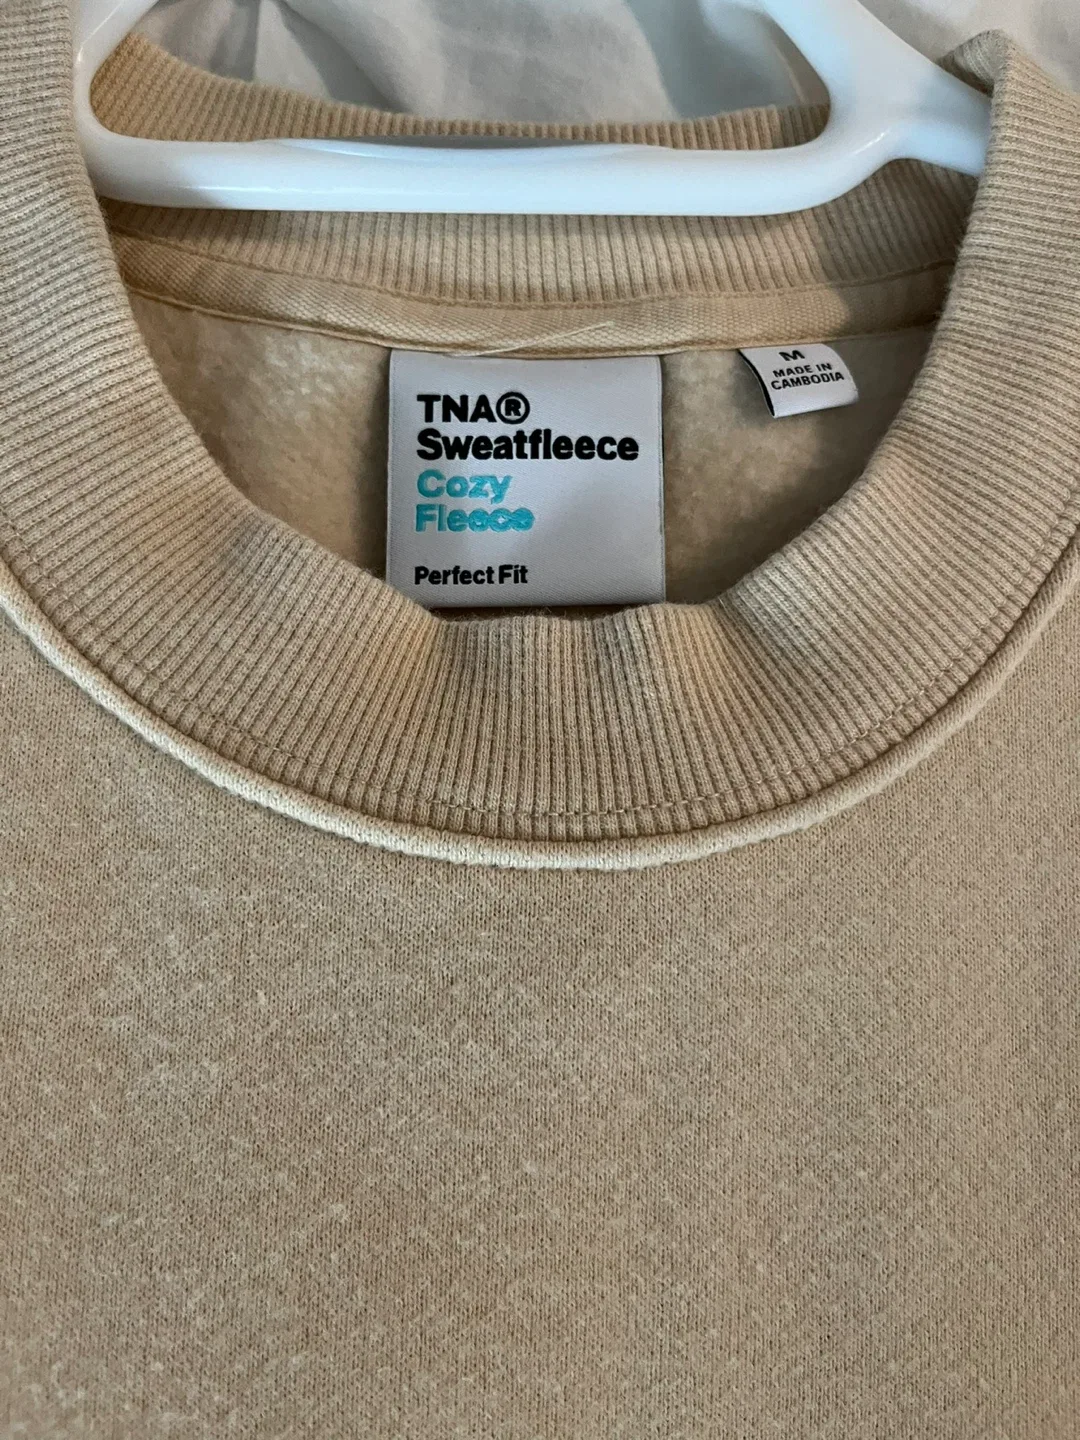 TNA®
Sweatfleece
Cozy
Fleece
Perfect Fit
M
MADE IN
CAMBODIA